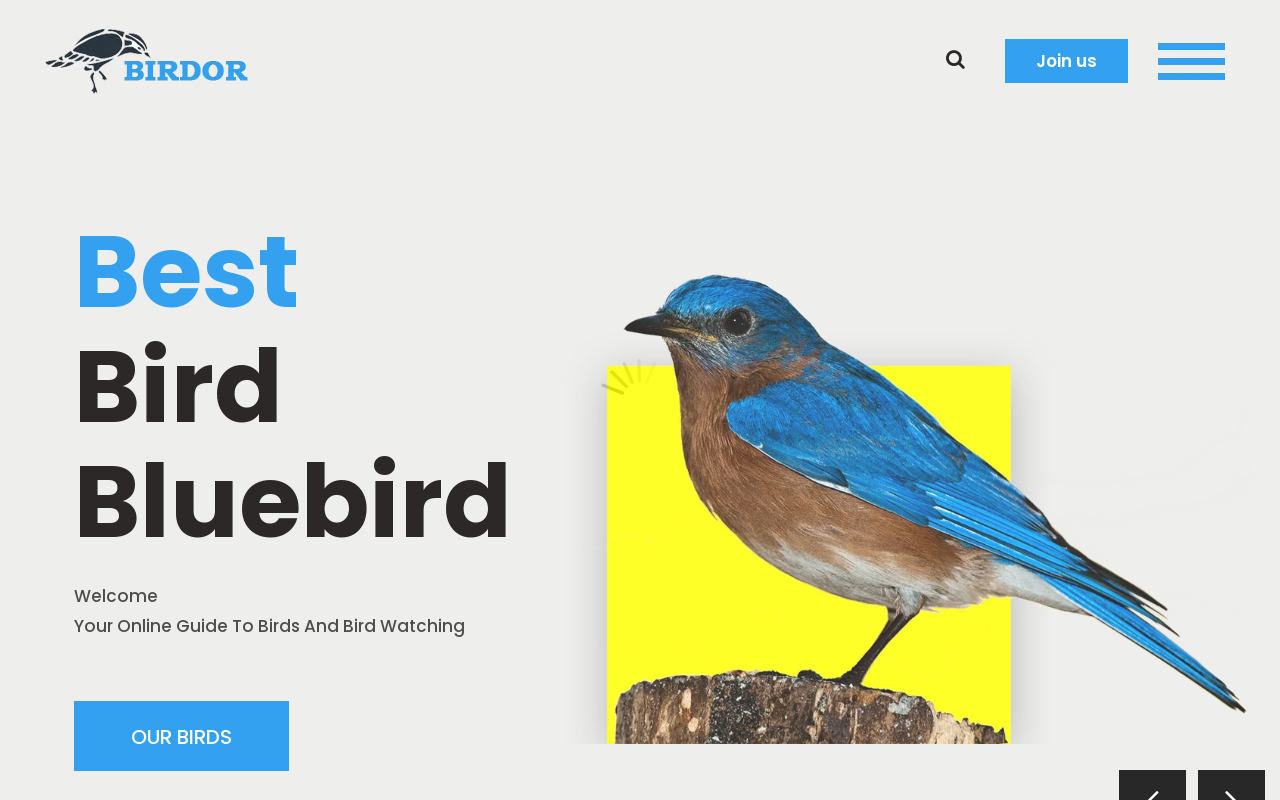 BIRDOR
Join us
Best
Bird
Bluebird
Welcome
Your Online Guide To Birds And Bird Watching
OUR BIRDS